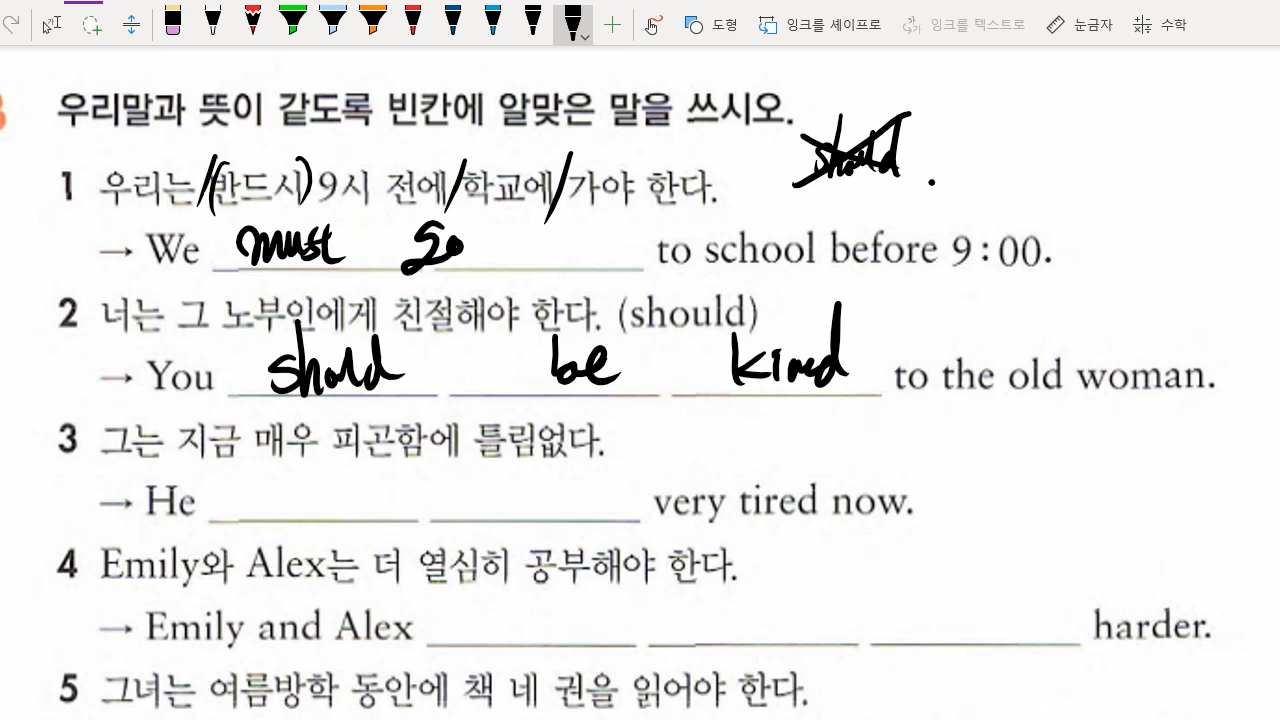 도형 잉크를 셰이프로 잉크를 텍스트로 눈금자 수학
우리말과 뜻이 같도록 빈칸에 알맞은 말을 쓰시오.
should
1 우리는/(반드시)9시 전에/학교에/가야 한다.
→ We must go to school before 9:00.
2 너는 그 노부인에게 친절해야 한다. (should)
→ You should be kind to the old woman.
3 그는 지금 매우 피곤함에 틀림없다.
→ He very tired now.
4 Emily와 Alex는 더 열심히 공부해야 한다.
→ Emily and Alex harder.
5 그녀는 여름방학 동안에 책 네 권을 읽어야 한다.